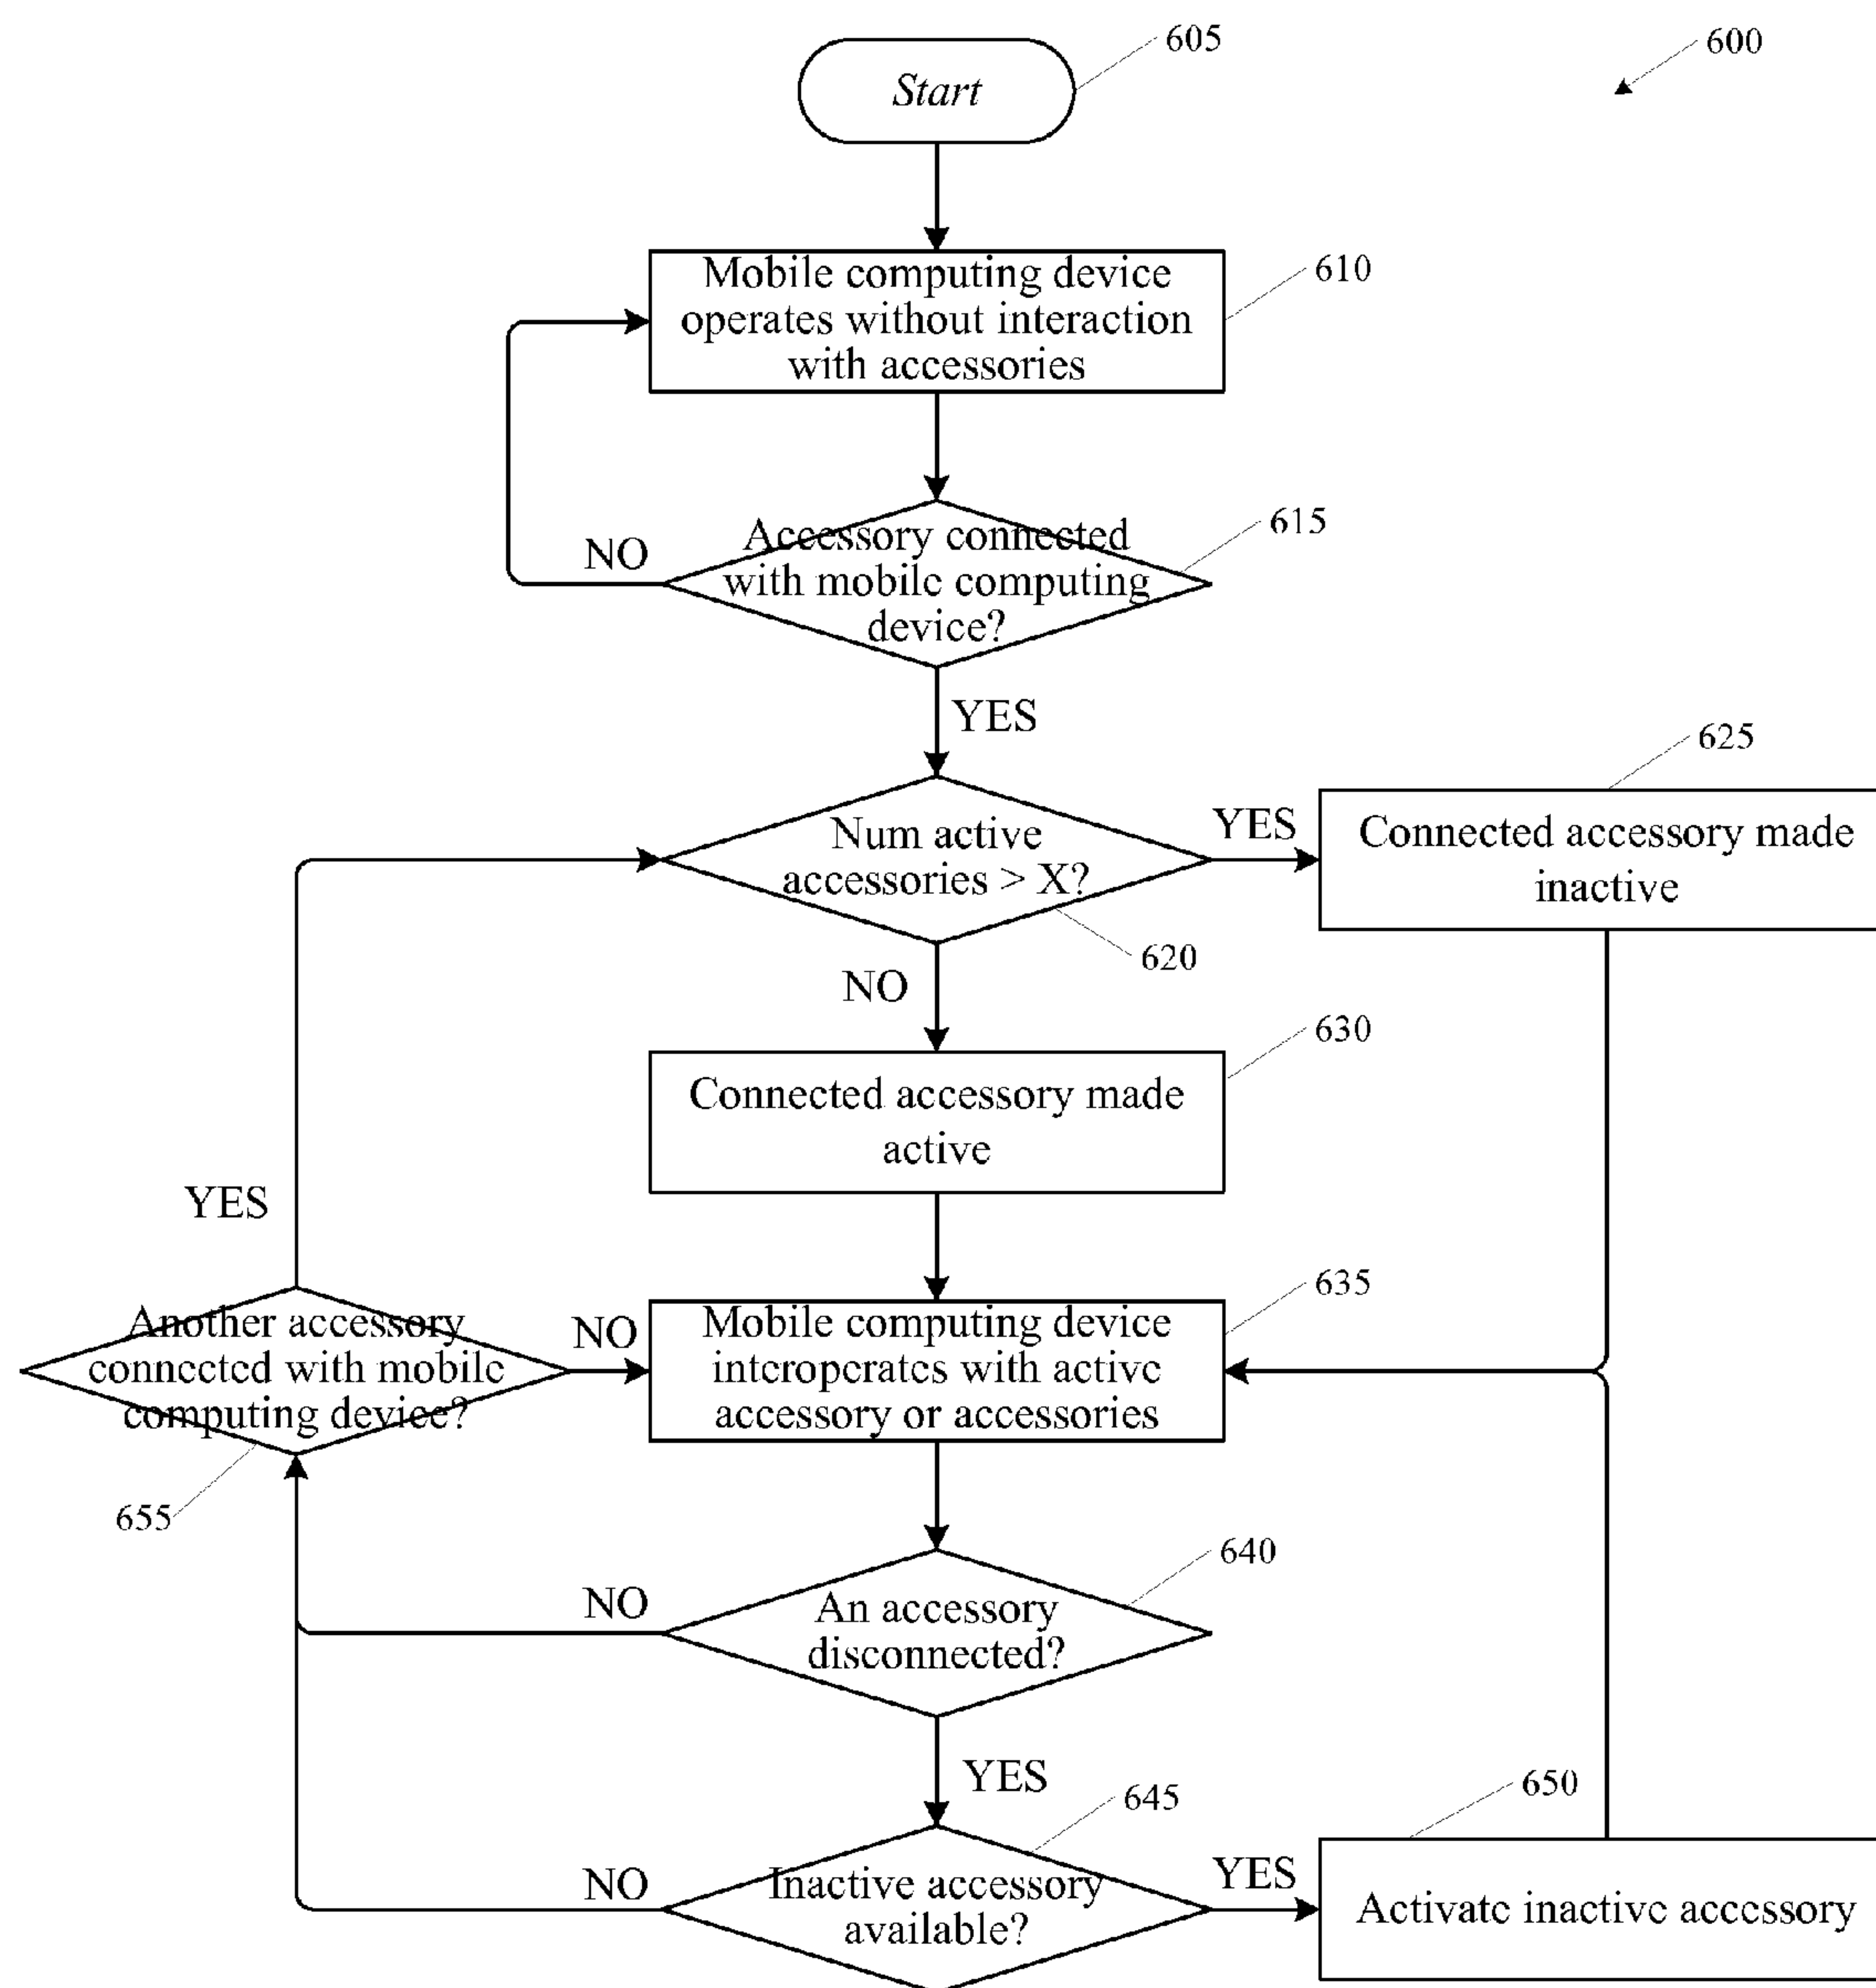 605
600
Start
Mobile computing device
operates without interaction
with accessories
610
Accessory connected
with mobile computing
device?
615
NO
YES
Num active
accessories > X?
620
YES
625
Connected accessory made
inactive
NO
630
Connected accessory made
active
YES
Another accessory
connected with mobile
computing device?
655
NO
635
Mobile computing device
interoperates with active
accessory or accessories
640
NO
An accessory
disconnected?
YES
645
NO
Inactive accessory
available?
YES
650
Activate inactive accessory